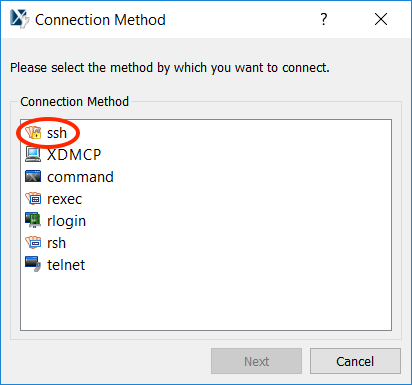 Connection Method
?
Please select the method by which you want to connect.
Connection Method
ssh
XDMCP
command
rexec
rlogin
rsh
telnet
Next
Cancel